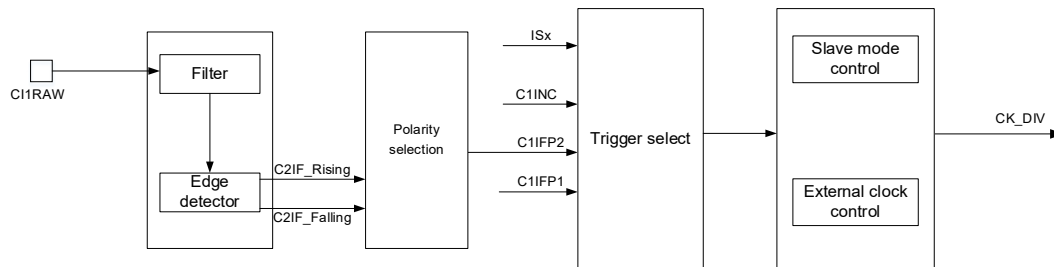 CI1RAW
Filter
Edge
detector
C2IF_Rising
C2IF_Falling
Polarity
selection
ISx
C1INC
C1IFP2
C1IFP1
Trigger select
Slave mode
control
External clock
control
CK_DIV